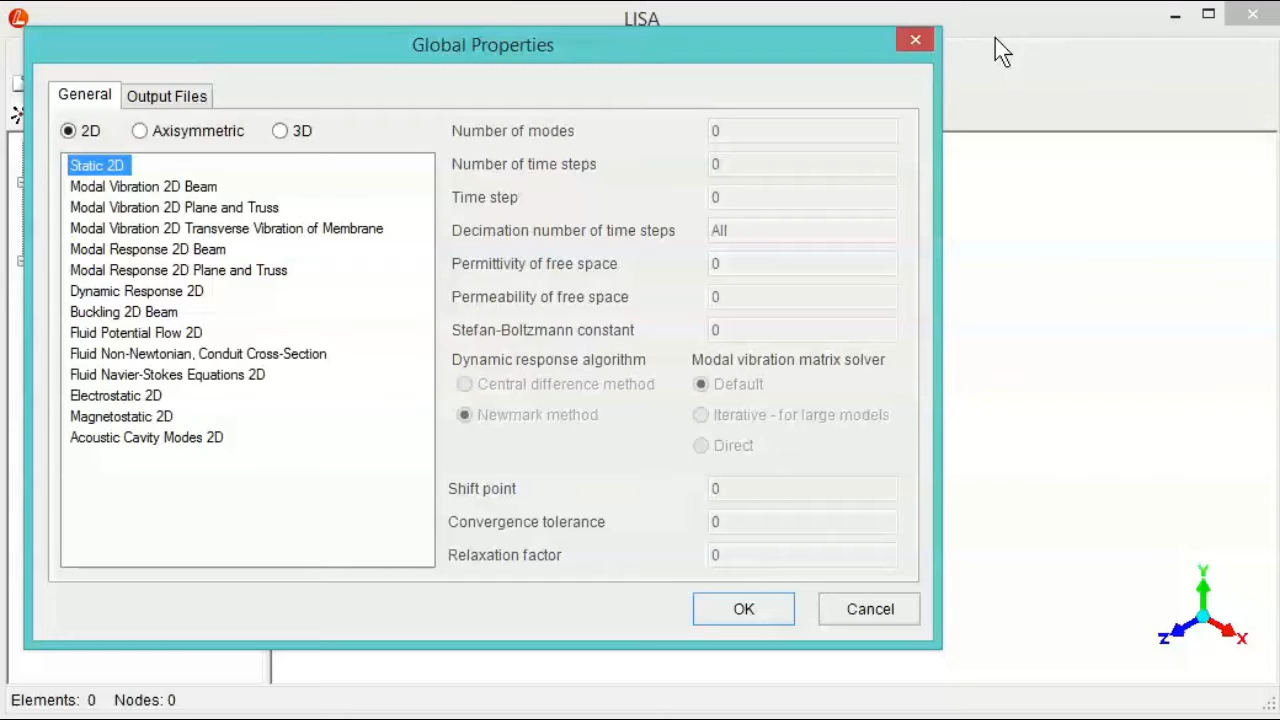 LISA
Global Properties
General
Output Files
2D
Axisymmetric
3D
Static 2D
Modal Vibration 2D Beam
Modal Vibration 2D Plane and Truss
Modal Vibration 2D Transverse Vibration of Membrane
Modal Response 2D Beam
Modal Response 2D Plane and Truss
Dynamic Response 2D
Buckling 2D Beam
Fluid Potential Flow 2D
Fluid Non-Newtonian, Conduit Cross-Section
Fluid Navier-Stokes Equations 2D
Electrostatic 2D
Magnetostatic 2D
Acoustic Cavity Modes 2D
Number of modes 0
Number of time steps 0
Time step 0
Decimation number of time steps All
Permittivity of free space 0
Permeability of free space 0
Stefan-Boltzmann constant 0
Dynamic response algorithm
Central difference method
Newmark method
Modal vibration matrix solver
Default
Iterative - for large models
Direct
Shift point 0
Convergence tolerance 0
Relaxation factor 0
OK
Cancel
Y
Z
X
Elements: 0 Nodes: 0